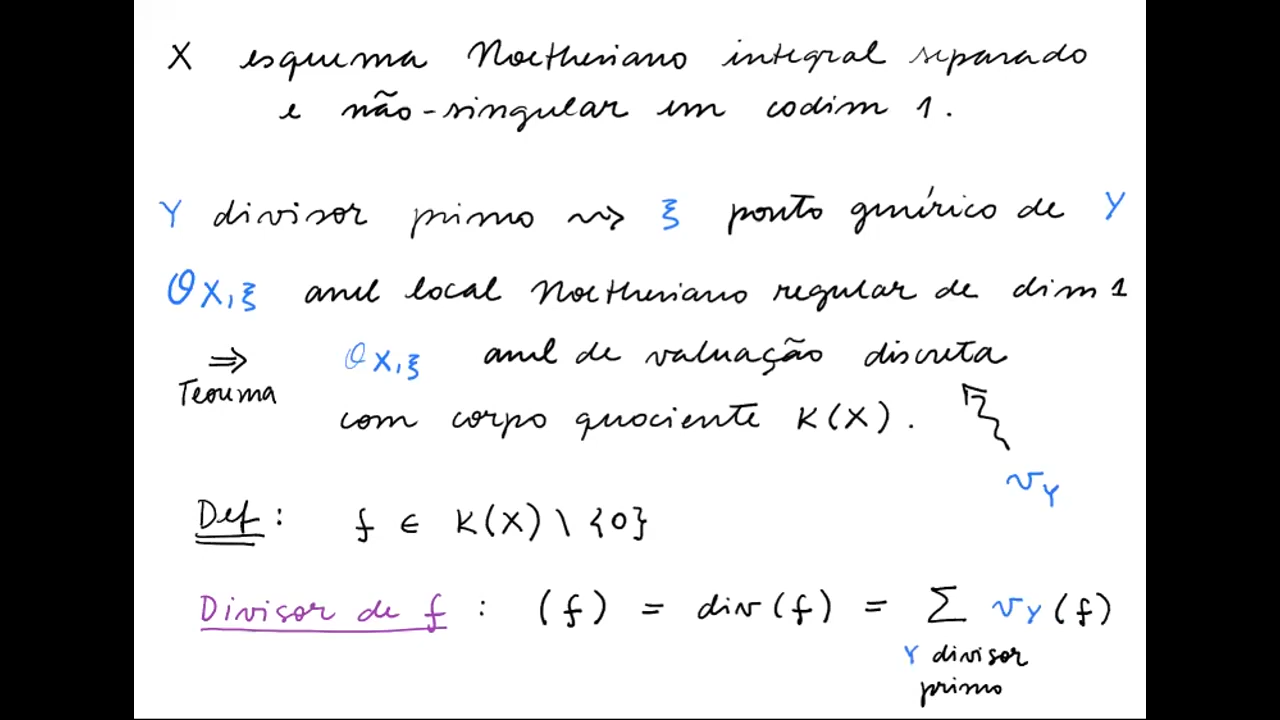 X esquema Noetheriano integral separado
e não-singular em codim 1.
Y divisor primo ⇝ ξ ponto genérico de Y
𝒪X,ξ anel local Noetheriano regular de dim 1
⇒ 𝒪X,ξ anel de valuação discreta
Teorema
com corpo quociente K(X).
vY
Def: f ∈ K(X) \ {0}
Divisor de f : (f) = div(f) = Σ vY(f)
Y divisor
primo